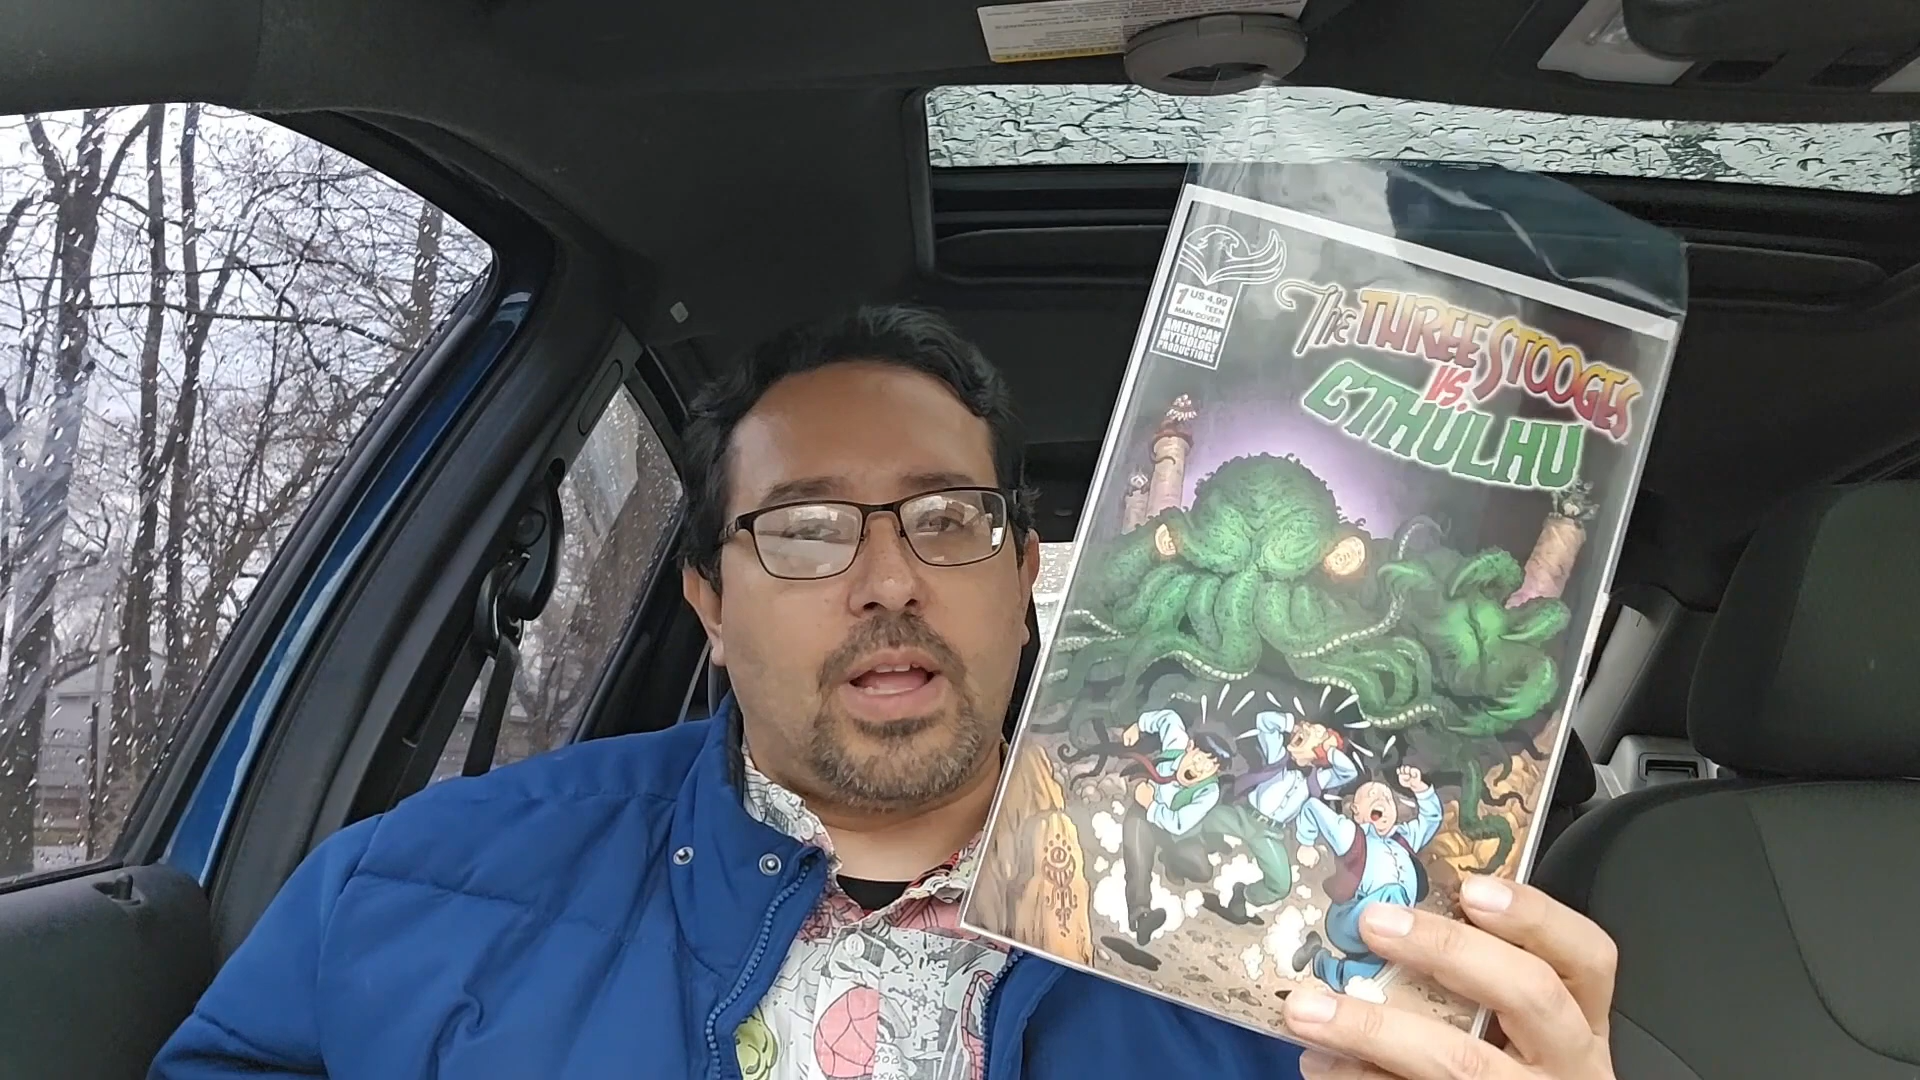 1 US 4.99
TEEN
MAIN COVER
AMERICAN
MYTHOLOGY
PRODUCTIONS
The THREE STOOGES
VS.
CTHULHU